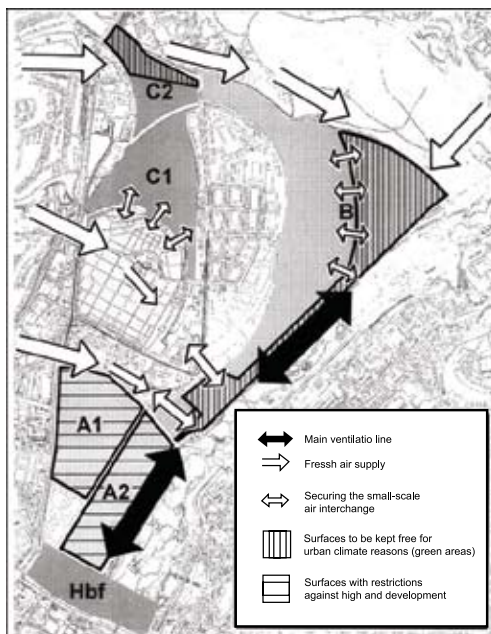 C2
C1
B
A1
A2
Hbf
Main ventilatio line
Fressh air supply
Securing the small-scale
air interchange
Surfaces to be kept free for
urban climate reasons (green areas)
Surfaces with restrictions
against high and development